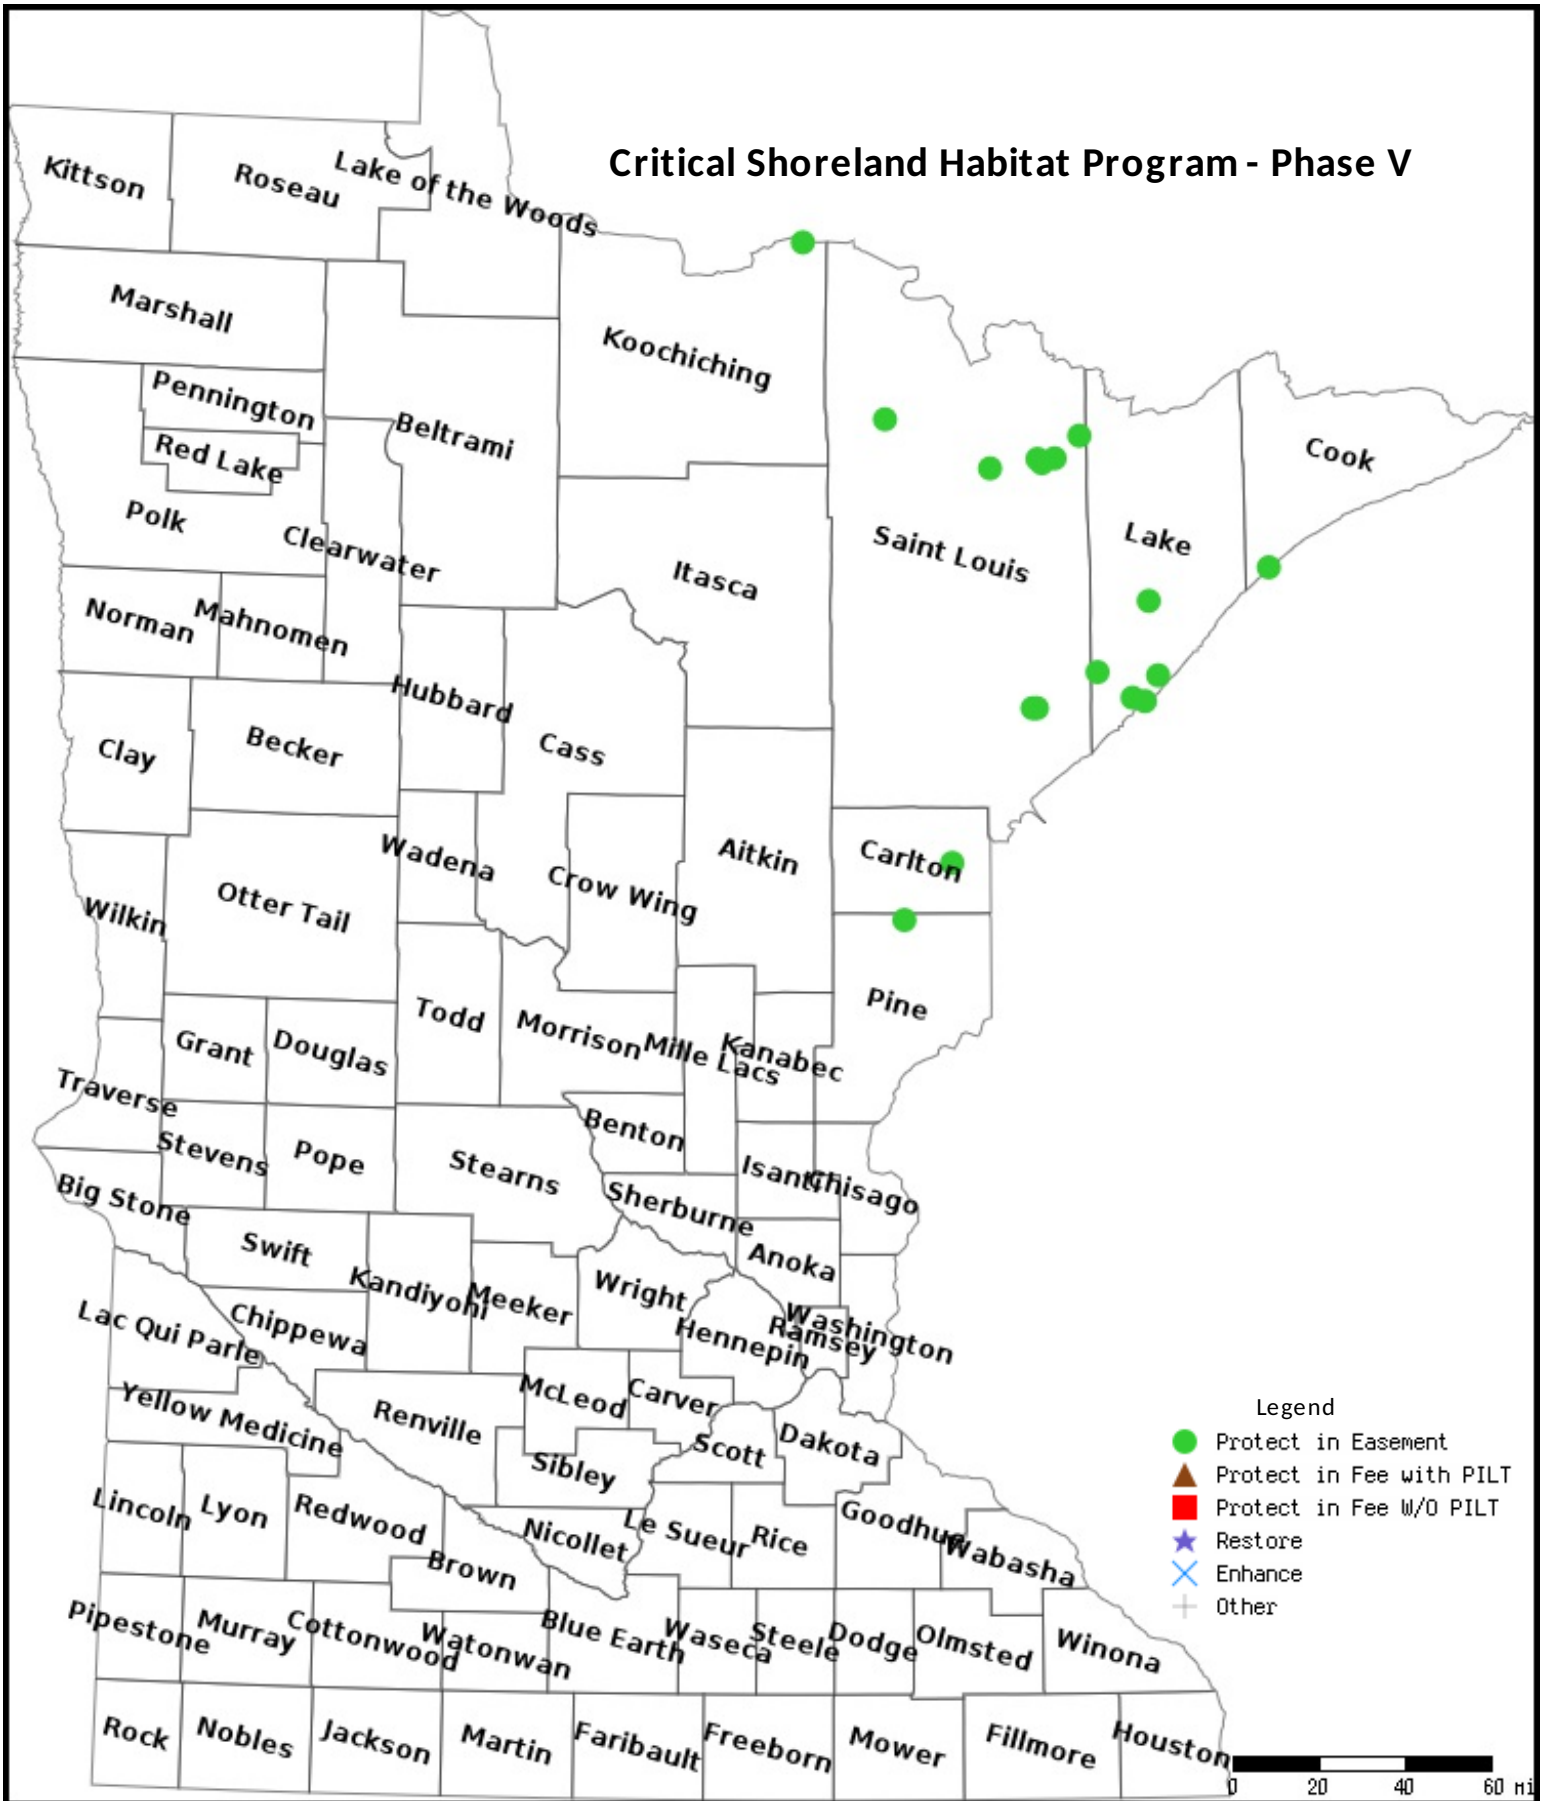 Critical Shoreland Habitat Program - Phase V
Kittson
Roseau
Lake of the Woods
Marshall
Koochiching
Pennington
Beltrami
Red Lake
Cook
Polk
Clearwater
Saint Louis
Lake
Itasca
Norman
Mahnomen
Hubbard
Cass
Clay
Becker
Wadena
Aitkin
Carlton
Crow Wing
Otter Tail
Wilkin
Pine
Todd
Morrison
Mille Lacs
Kanabec
Grant
Douglas
Traverse
Benton
Stevens
Pope
Stearns
Isanti
Chisago
Big Stone
Sherburne
Swift
Anoka
Kandiyohi
Meeker
Wright
Washington
Ramsey
Hennepin
Lac Qui Parle
Chippewa
McLeod
Carver
Yellow Medicine
Renville
Scott
Dakota
Sibley
Lincoln
Lyon
Redwood
Nicollet
Le Sueur
Rice
Goodhue
Wabasha
Brown
Pipestone
Murray
Cottonwood
Watonwan
Blue Earth
Waseca
Steele
Dodge
Olmsted
Winona
Rock
Nobles
Jackson
Martin
Faribault
Freeborn
Mower
Fillmore
Houston
Legend
Protect in Easement
Protect in Fee with PILT
Protect in Fee W/O PILT
Restore
Enhance
Other
0 20 40 60 mi